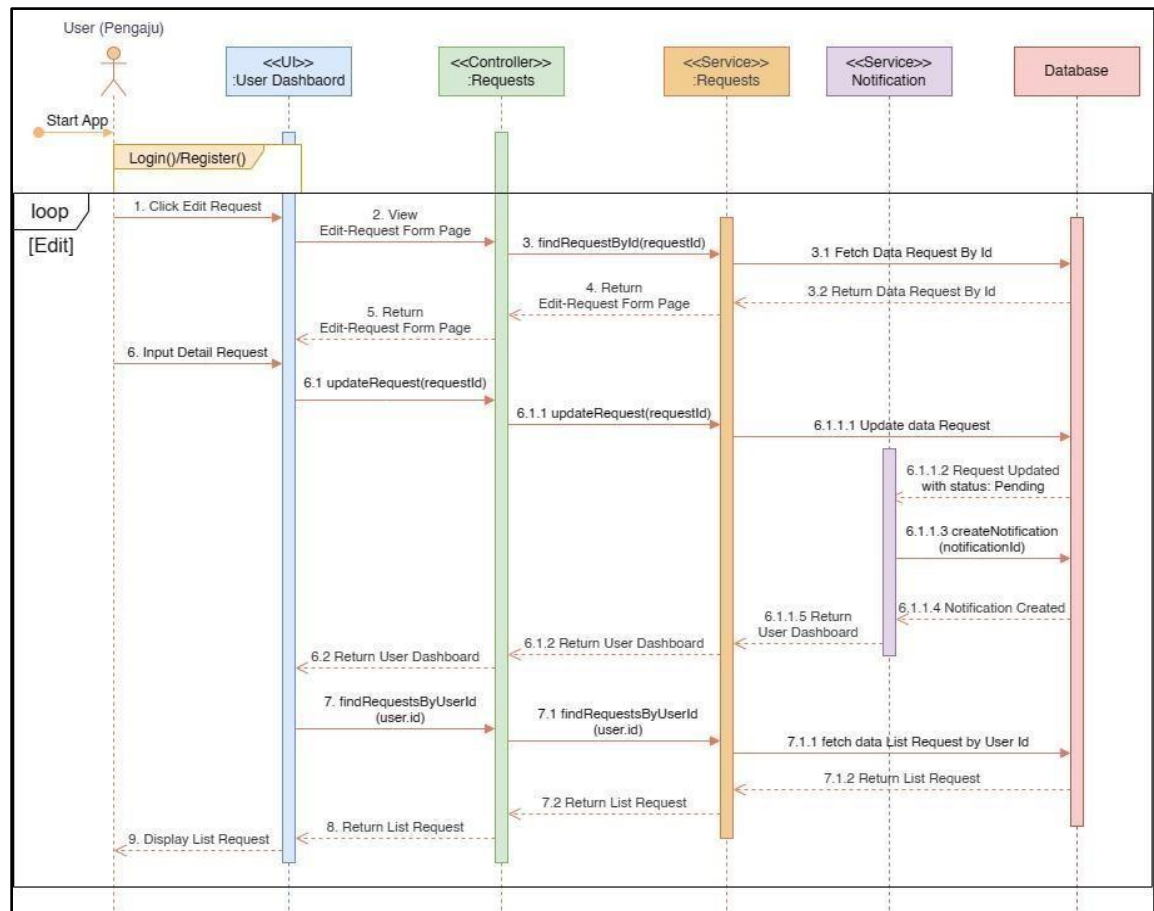 User (Pengaju)
<<UI>>
:User Dashbaord
<<Controller>>
:Requests
<<Service>>
:Requests
<<Service>>
Notification
Database
Start App
Login()/Register()
loop
[Edit]
1. Click Edit Request
2. View
Edit-Request Form Page
3. findRequestById(requestId)
3.1 Fetch Data Request By Id
3.2 Return Data Request By Id
4. Return
Edit-Request Form Page
5. Return
Edit-Request Form Page
6. Input Detail Request
6.1 updateRequest(requestId)
6.1.1 updateRequest(requestId)
6.1.1.1 Update data Request
6.1.1.2 Request Updated
with status: Pending
6.1.1.3 createNotification
(notificationId)
6.1.1.4 Notification Created
6.1.1.5 Return
User Dashboard
6.1.2 Return User Dashboard
6.2 Return User Dashboard
7. findRequestsByUserId
(user.id)
7.1 findRequestsByUserId
(user.id)
7.1.1 fetch data List Request by User Id
7.1.2 Return List Request
7.2 Return List Request
8. Return List Request
9. Display List Request